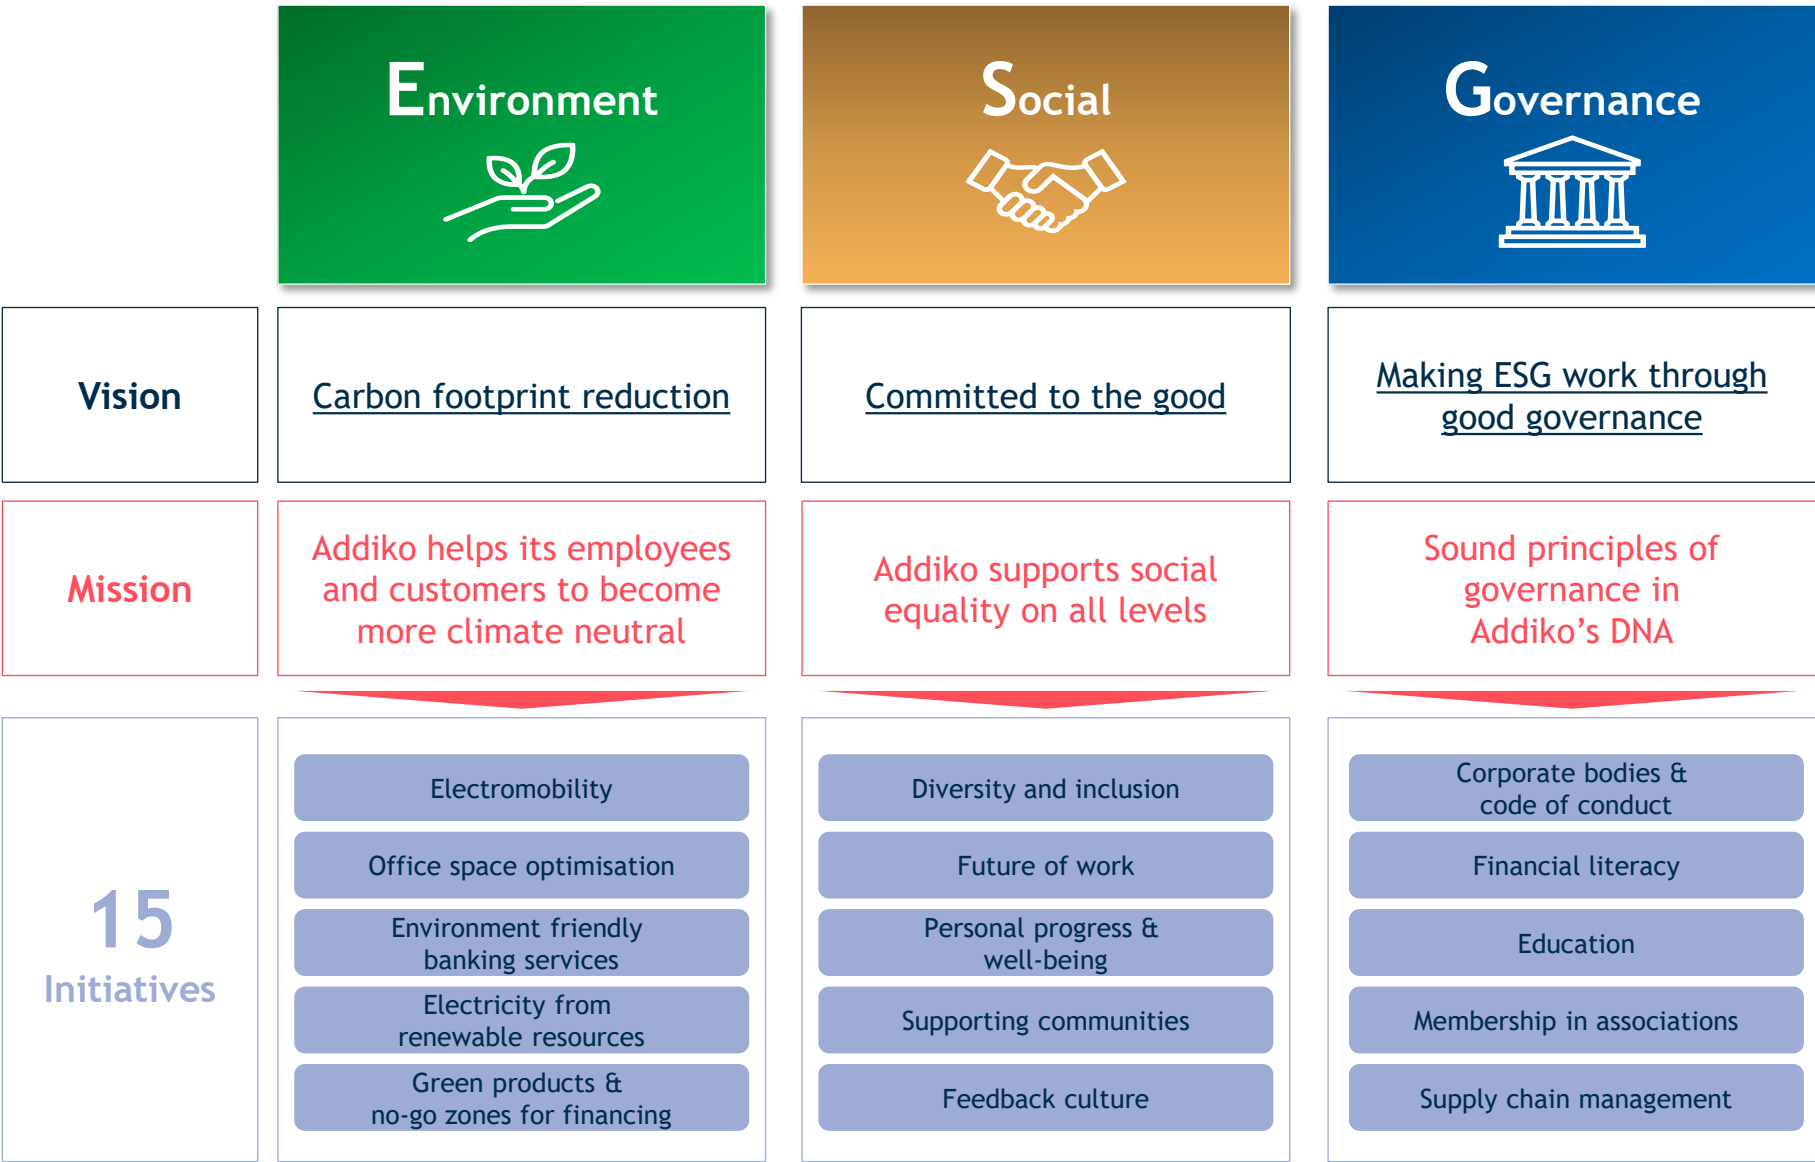 Environment
Social
Governance
Vision
Carbon footprint reduction
Committed to the good
Making ESG work through
good governance
Mission
Addiko helps its employees
and customers to become
more climate neutral
Addiko supports social
equality on all levels
Sound principles of
governance in
Addiko’s DNA
15
Initiatives
Electromobility
Office space optimisation
Environment friendly
banking services
Electricity from
renewable resources
Green products &
no-go zones for financing
Diversity and inclusion
Future of work
Personal progress &
well-being
Supporting communities
Feedback culture
Corporate bodies &
code of conduct
Financial literacy
Education
Membership in associations
Supply chain management